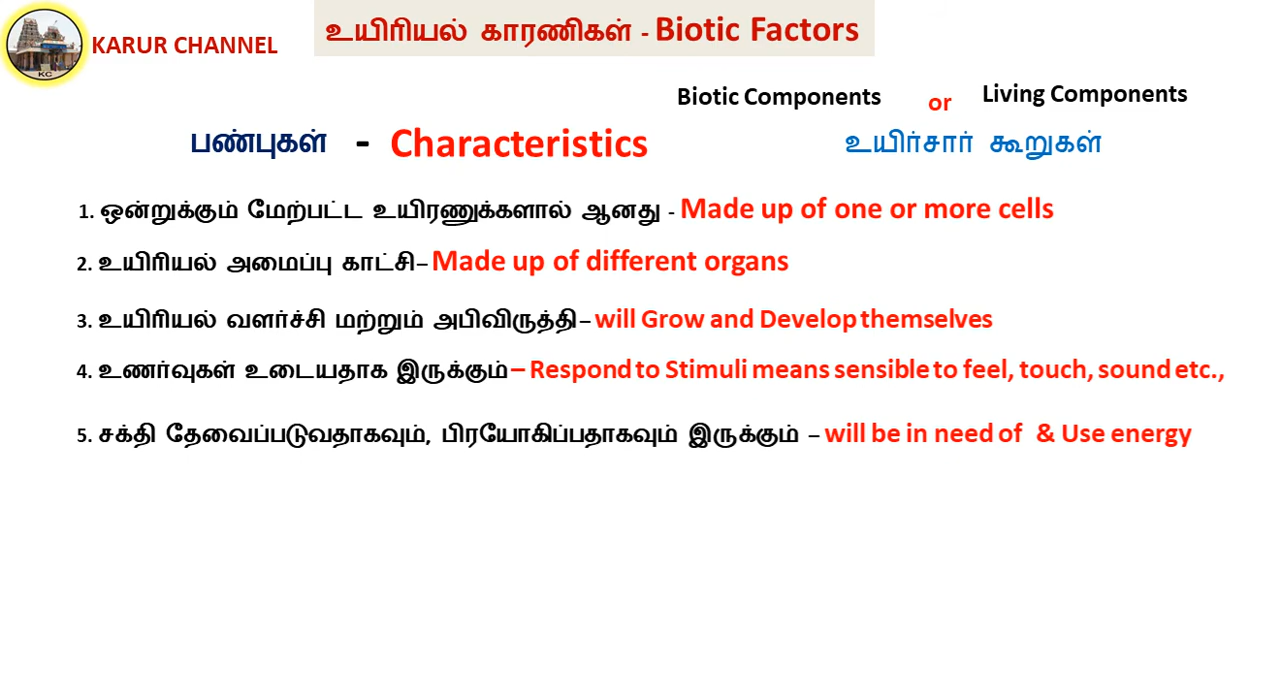 உயிரியல் காரணிகள் - Biotic Factors
KARUR CHANNEL
KC
Biotic Components or Living Components
பண்புகள் - Characteristics
உயிர்சார் கூறுகள்
1. ஒன்றுக்கும் மேற்பட்ட உயிரணுக்களால் ஆனது - Made up of one or more cells
2. உயிரியல் அமைப்பு காட்சி– Made up of different organs
3. உயிரியல் வளர்ச்சி மற்றும் அபிவிருத்தி– will Grow and Develop themselves
4. உணர்வுகள் உடையதாக இருக்கும் – Respond to Stimuli means sensible to feel, touch, sound etc.,
5. சக்தி தேவைப்படுவதாகவும், பிரயோகிப்பதாகவும் இருக்கும் – will be in need of & Use energy